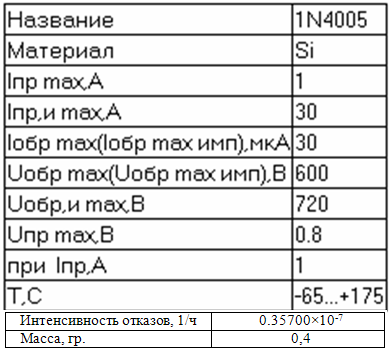 Название 1N4005
Материал Si
Iпр max,А 1
Iпр,и max,А 30
Iобр max(Iобр max имп),мкА 30
Uобр max(Uобр max имп),В 600
Uобр,и max,В 720
Uпр max,В 0.8
при Iпр,А 1
Т,С -65...+175
Интенсивность отказов, 1/ч 0.35700×10⁻⁷
Масса, гр. 0,4